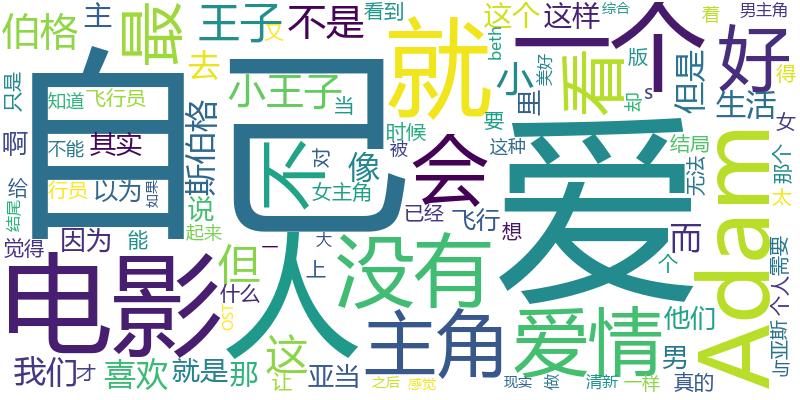 伯格
主
最
王子
又
不是
看到
就
beth
这个
这样
综合
一个
着
男主角
好
只是
知道
飞行员
去
小王子
当
小
里
美好
看
版
却
s
但是
得
生活
啊
不能
其实
自己
斯伯格
不
对
像
时候
被
会
要
这种
爱
结局
无法
女
那个
太
给
行员
以为
如果
女主角
已经
飞行
想
结尾
说
起来
觉得
因为
能
但
一
大
上
人
没有
而
个
Adam
个人
需要
电影
什么
OST
这
主角
爱情
他们
与亚斯
我们
才
喜欢
就是
那
让
亚当
之后
感觉
现实
做
清新
一样
男
真的